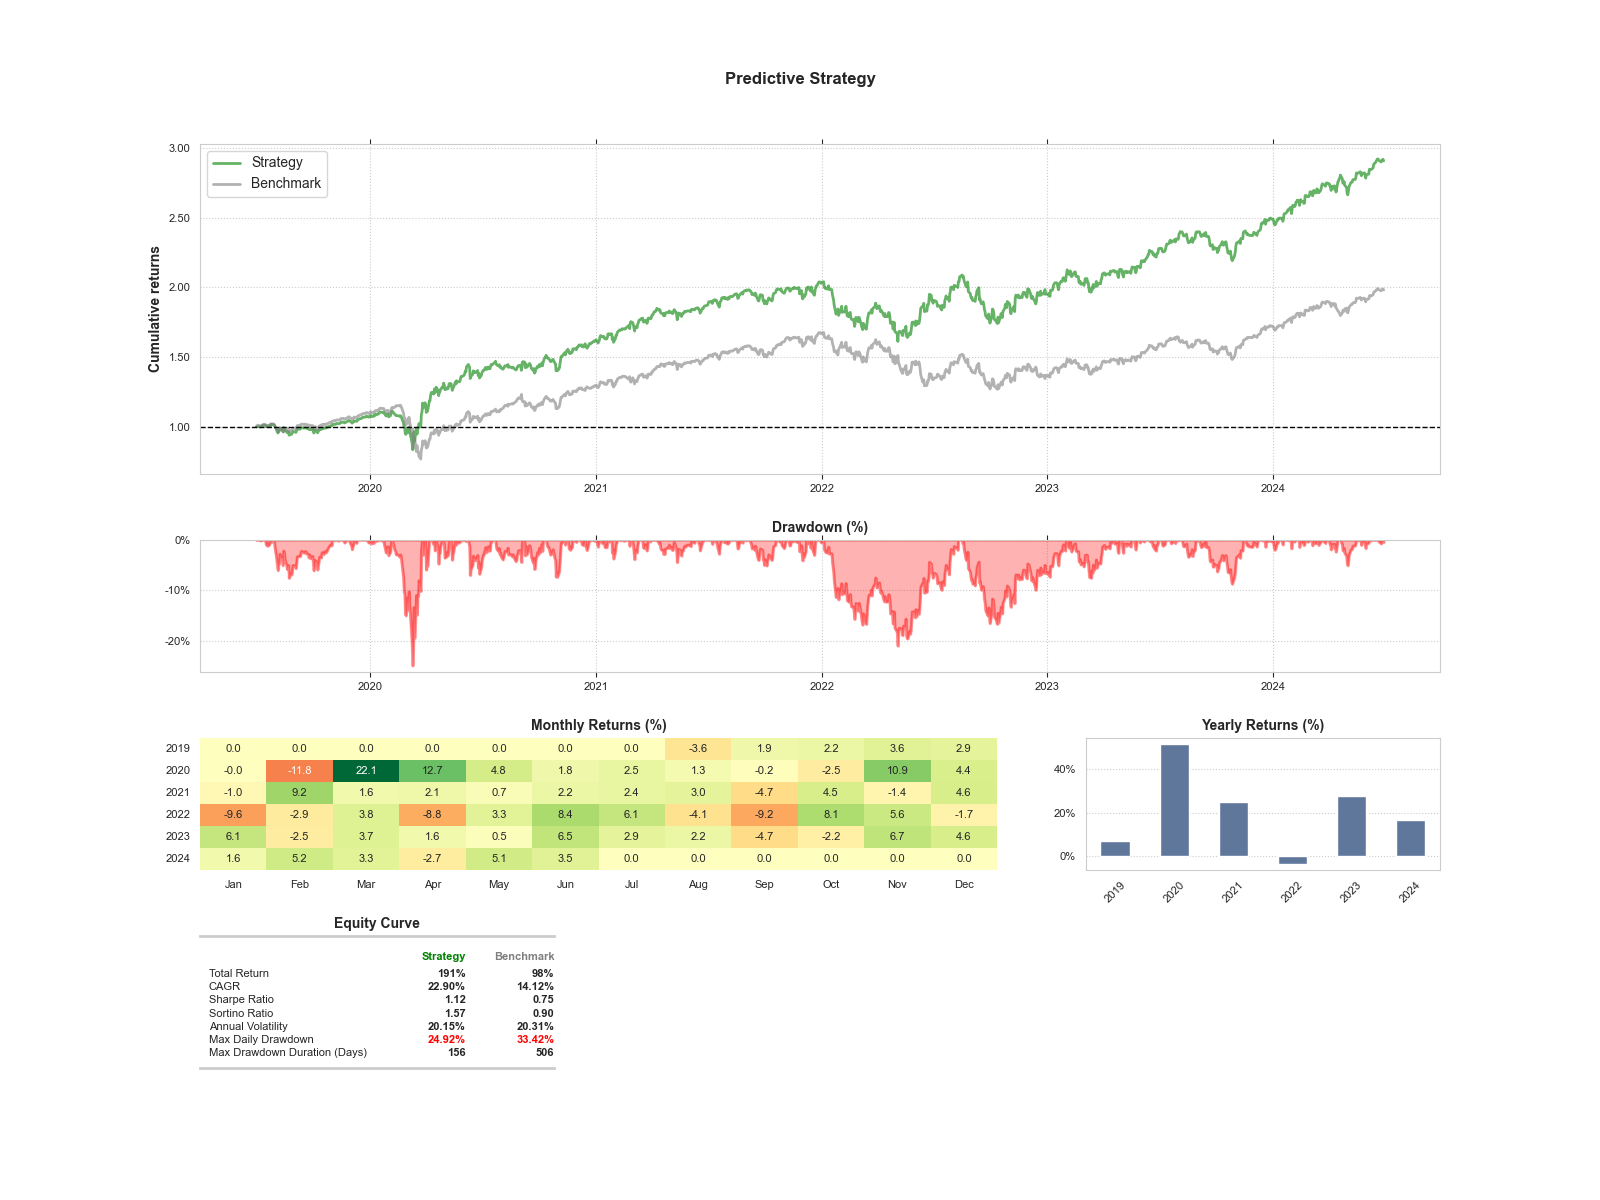 Predictive Strategy
Cumulative returns
3.00
2.50
2.00
1.50
1.00
Strategy
Benchmark
2020 2021 2022 2023 2024
Drawdown (%)
0%
-10%
-20%
2020 2021 2022 2023 2024
Monthly Returns (%)
2019 0.0 0.0 0.0 0.0 0.0 0.0 0.0 -3.6 1.9 2.2 3.6 2.9
2020 -0.0 -11.8 22.1 12.7 4.8 1.8 2.5 1.3 -0.2 -2.5 10.9 4.4
2021 -1.0 9.2 1.6 2.1 0.7 2.2 2.4 3.0 -4.7 4.5 -1.4 4.6
2022 -9.6 -2.9 3.8 -8.8 3.3 8.4 6.1 -4.1 -9.2 8.1 5.6 -1.7
2023 6.1 -2.5 3.7 1.6 0.5 6.5 2.9 2.2 -4.7 -2.2 6.7 4.6
2024 1.6 5.2 3.3 -2.7 5.1 3.5 0.0 0.0 0.0 0.0 0.0 0.0
Jan Feb Mar Apr May Jun Jul Aug Sep Oct Nov Dec
Yearly Returns (%)
40%
20%
0%
2019 2020 2021 2022 2023 2024
Equity Curve
Strategy Benchmark
Total Return 191% 98%
CAGR 22.90% 14.12%
Sharpe Ratio 1.12 0.75
Sortino Ratio 1.57 0.90
Annual Volatility 20.15% 20.31%
Max Daily Drawdown 24.92% 33.42%
Max Drawdown Duration (Days) 156 506